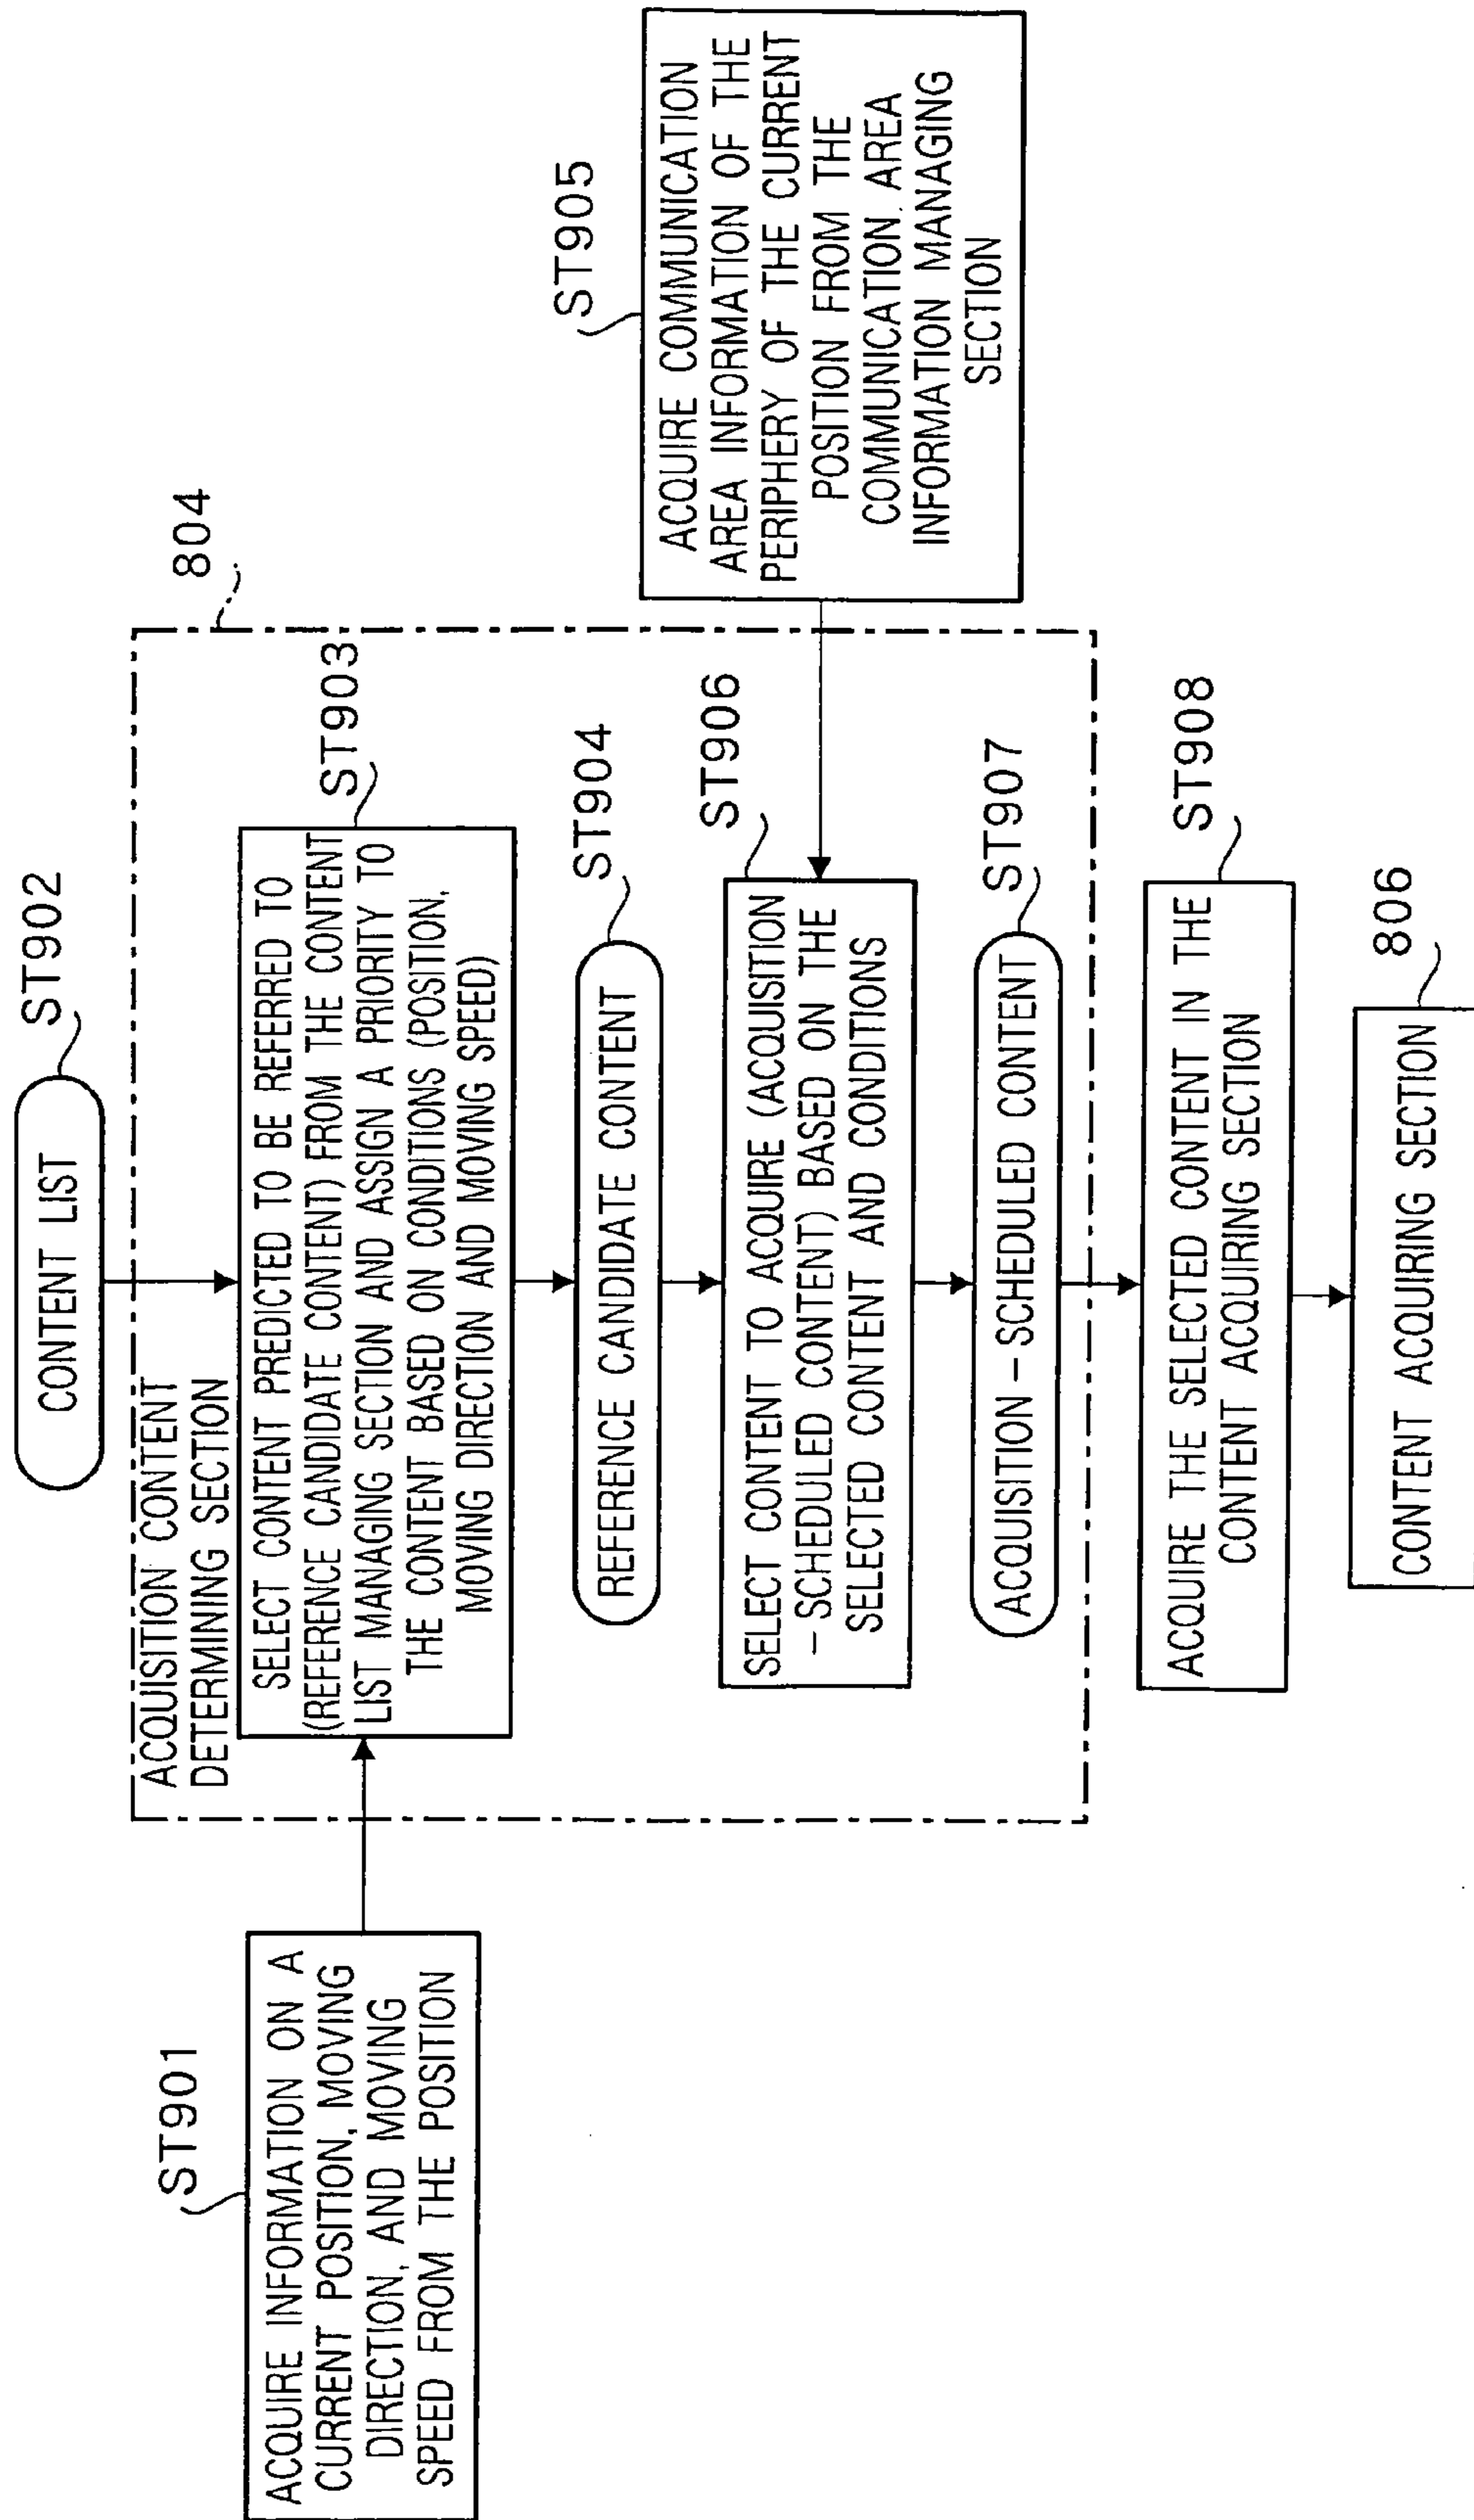 ST902
CONTENT LIST
804
ACQUISITION CONTENT
DETERMINING SECTION
ST901
ACQUIRE INFORMATION ON A
CURRENT POSITION, MOVING
DIRECTION, AND MOVING
SPEED FROM THE POSITION
ST903
SELECT CONTENT PREDICTED TO BE REFERRED TO
(REFERENCE CANDIDATE CONTENT) FROM THE CONTENT
LIST MANAGING SECTION AND ASSIGN A PRIORITY TO
THE CONTENT BASED ON CONDITIONS (POSITION,
MOVING DIRECTION AND MOVING SPEED)
ST904
REFERENCE CANDIDATE CONTENT
ST905
ACQUIRE COMMUNICATION
AREA INFORMATION OF THE
PERIPHERY OF THE CURRENT
POSITION FROM THE
COMMUNICATION AREA
INFORMATION MANAGING
SECTION
ST906
SELECT CONTENT TO ACQUIRE (ACQUISITION
-SCHEDULED CONTENT) BASED ON THE
SELECTED CONTENT AND CONDITIONS
ST907
ACQUISITION-SCHEDULED CONTENT
ST908
ACQUIRE THE SELECTED CONTENT IN THE
CONTENT ACQUIRING SECTION
806
CONTENT ACQUIRING SECTION